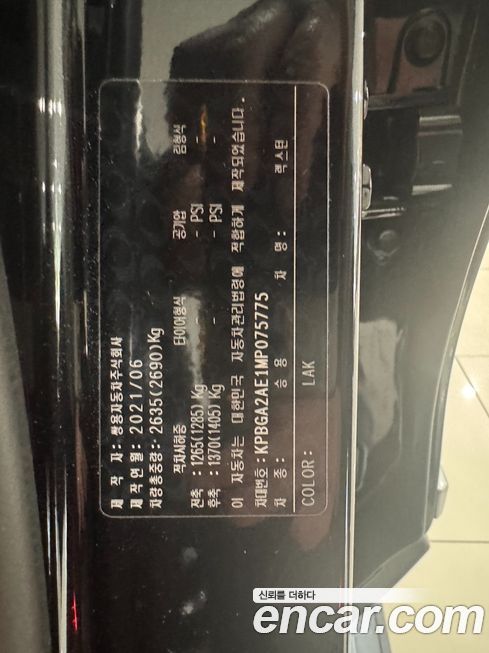 제 작 자: 쌍용자동차주식회사
제작연월: 2021/06
차량총중량: 2635(2690)Kg
적차시하중 타이어형식 공기압 림형식
전축: 1265(1285)Kg - - PSI -
후축: 1370(1405)Kg - - PSI -
이 자동차는 대한민국 자동차관리법령에 적합하게 제작되었습니다.
차대번호: KPBGA2AE1MP075775
차 종: 승 용 차 명: 렉스턴
COLOR: LAK
신뢰를 더하다
encar.com